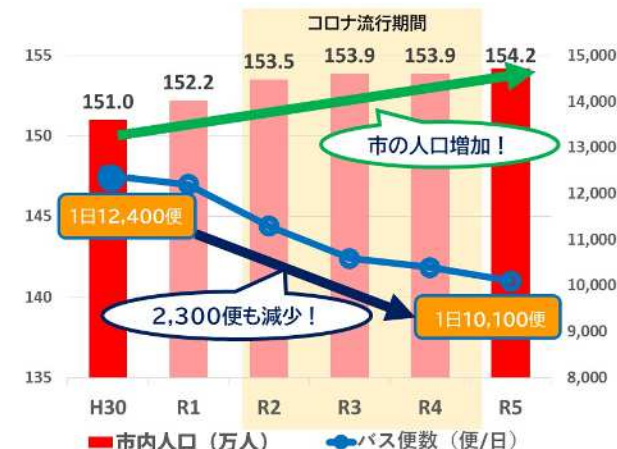 コロナ流行期間
155
150
145
140
135
15,000
14,000
13,000
12,000
11,000
10,000
9,000
8,000
151.0
152.2
153.5
153.9
153.9
154.2
市の人口増加！
1日12,400便
2,300便も減少！
1日10,100便
H30 R1 R2 R3 R4 R5
市内人口（万人） バス便数（便/日）